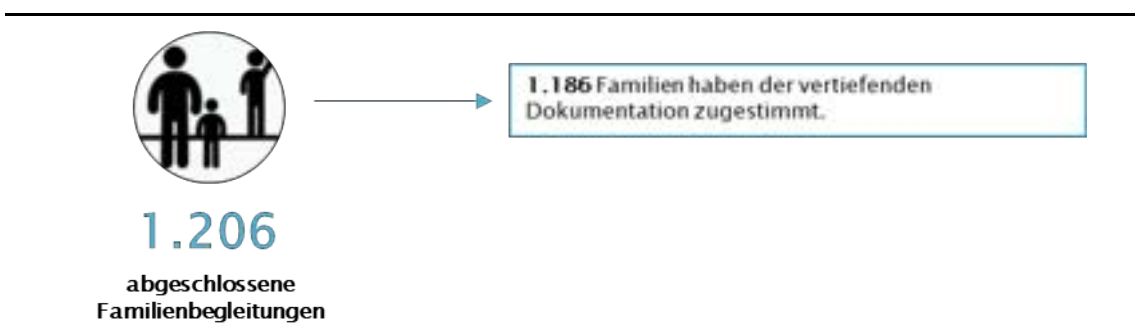 1.186 Familien haben der vertiefenden
Dokumentation zugestimmt.
1.206
abgeschlossene
Familienbegleitungen